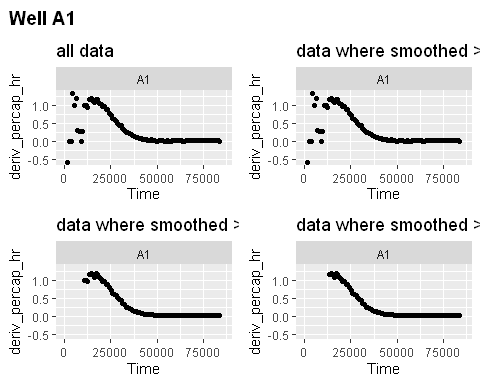 Well A1
all data
A1
deriv_percap_hr
1.0
0.5
0.0
-0.5
0 25000 50000 75000
Time
data where smoothed >
A1
deriv_percap_hr
1.0
0.5
0.0
-0.5
0 25000 50000 75000
Time
data where smoothed >
A1
deriv_percap_hr
1.0
0.5
0.0
-0.5
0 25000 50000 75000
Time
data where smoothed >
A1
deriv_percap_hr
1.0
0.5
0.0
-0.5
0 25000 50000 75000
Time